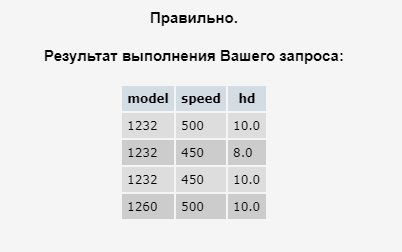 Правильно.
Результат выполнения Вашего запроса:
model speed hd
1232 500 10.0
1232 450 8.0
1232 450 10.0
1260 500 10.0